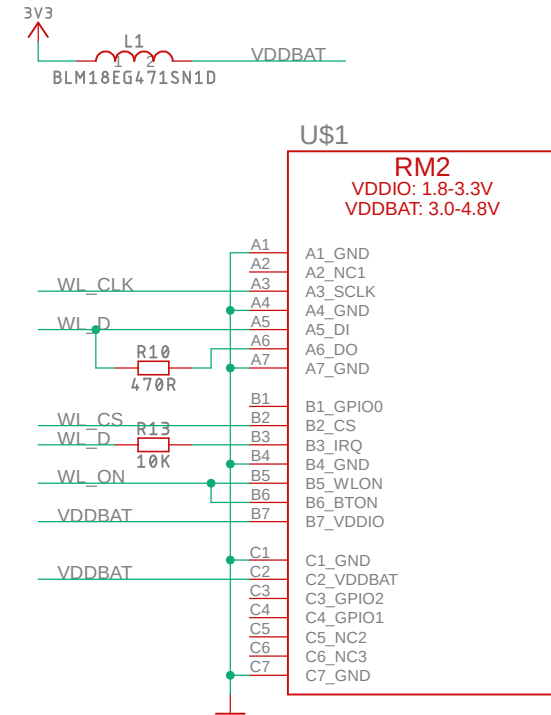 3V3
L1
1 2
VDDBAT
BLM18EG471SN1D
U$1
RM2
VDDIO: 1.8-3.3V
VDDBAT: 3.0-4.8V
A1 A1_GND
A2 A2_NC1
WL_CLK A3 A3_SCLK
A4 A4_GND
WL_D A5 A5_DI
A6 A6_DO
R10
A7 A7_GND
470R
B1 B1_GPIO0
WL_CS B2 B2_CS
R13
WL_D B3 B3_IRQ
10K
B4 B4_GND
WL_ON B5 B5_WLON
B6 B6_BTON
VDDBAT B7 B7_VDDIO
C1 C1_GND
VDDBAT C2 C2_VDDBAT
C3 C3_GPIO2
C4 C4_GPIO1
C5 C5_NC2
C6 C6_NC3
C7 C7_GND